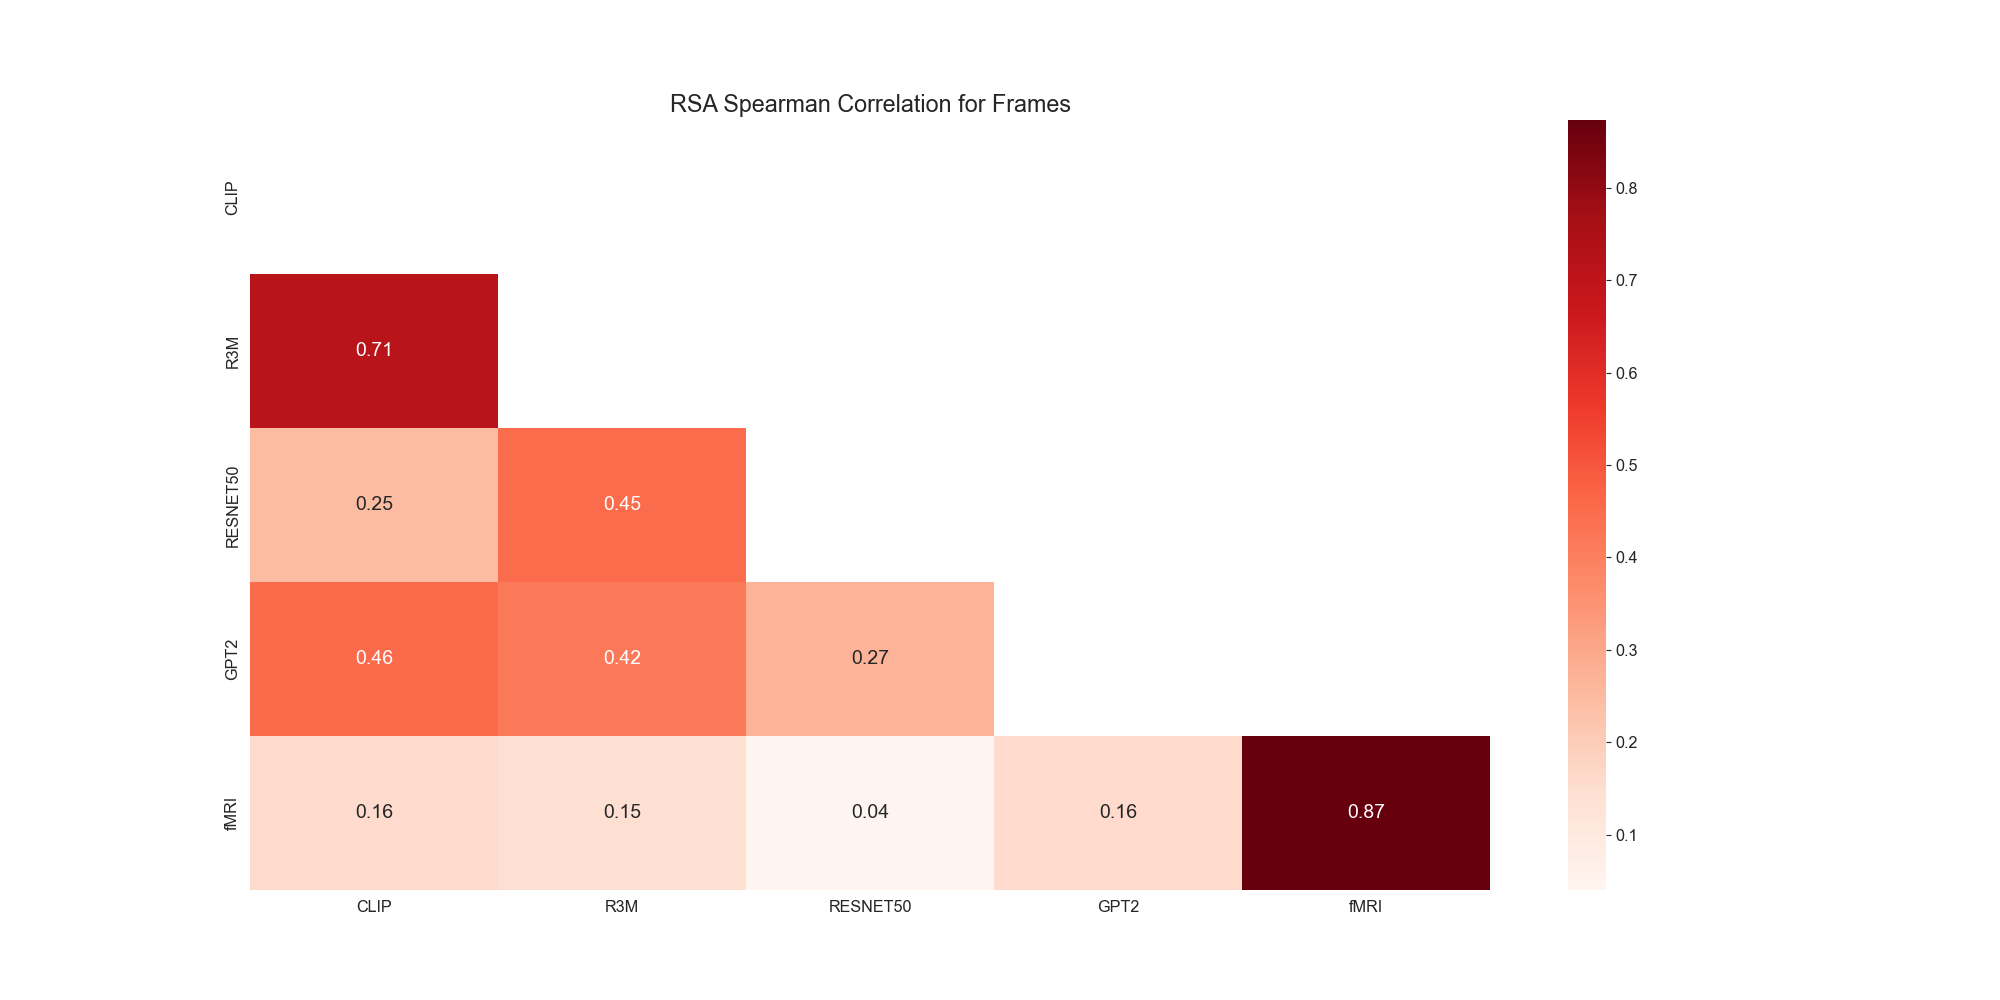 RSA Spearman Correlation for Frames
CLIP
R3M
0.71
RESNET50
0.25 0.45
GPT2
0.46 0.42 0.27
fMRI
0.16 0.15 0.04 0.16 0.87
CLIP R3M RESNET50 GPT2 fMRI
0.8
0.7
0.6
0.5
0.4
0.3
0.2
0.1